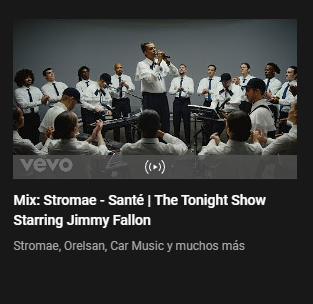 vevo
Mix: Stromae - Santé | The Tonight Show
Starring Jimmy Fallon
Stromae, Orelsan, Car Music y muchos más